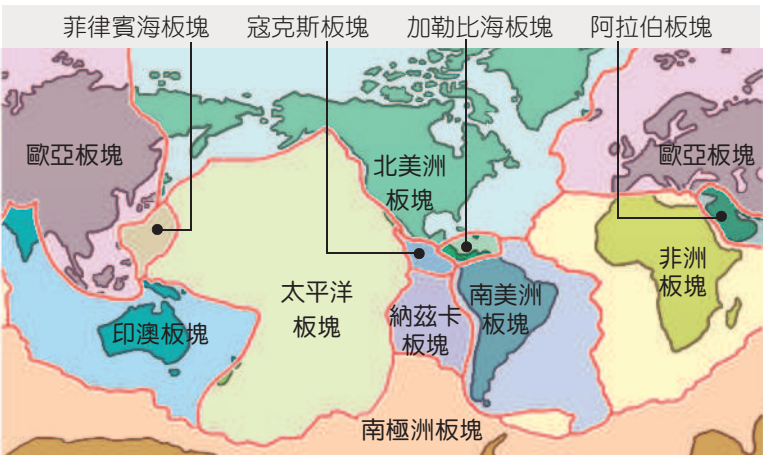 菲律賓海板塊
寇克斯板塊
加勒比海板塊
阿拉伯板塊
歐亞板塊
北美洲
板塊
歐亞板塊
太平洋
板塊
非洲
板塊
印澳板塊
納茲卡
板塊
南美洲
板塊
南極洲板塊